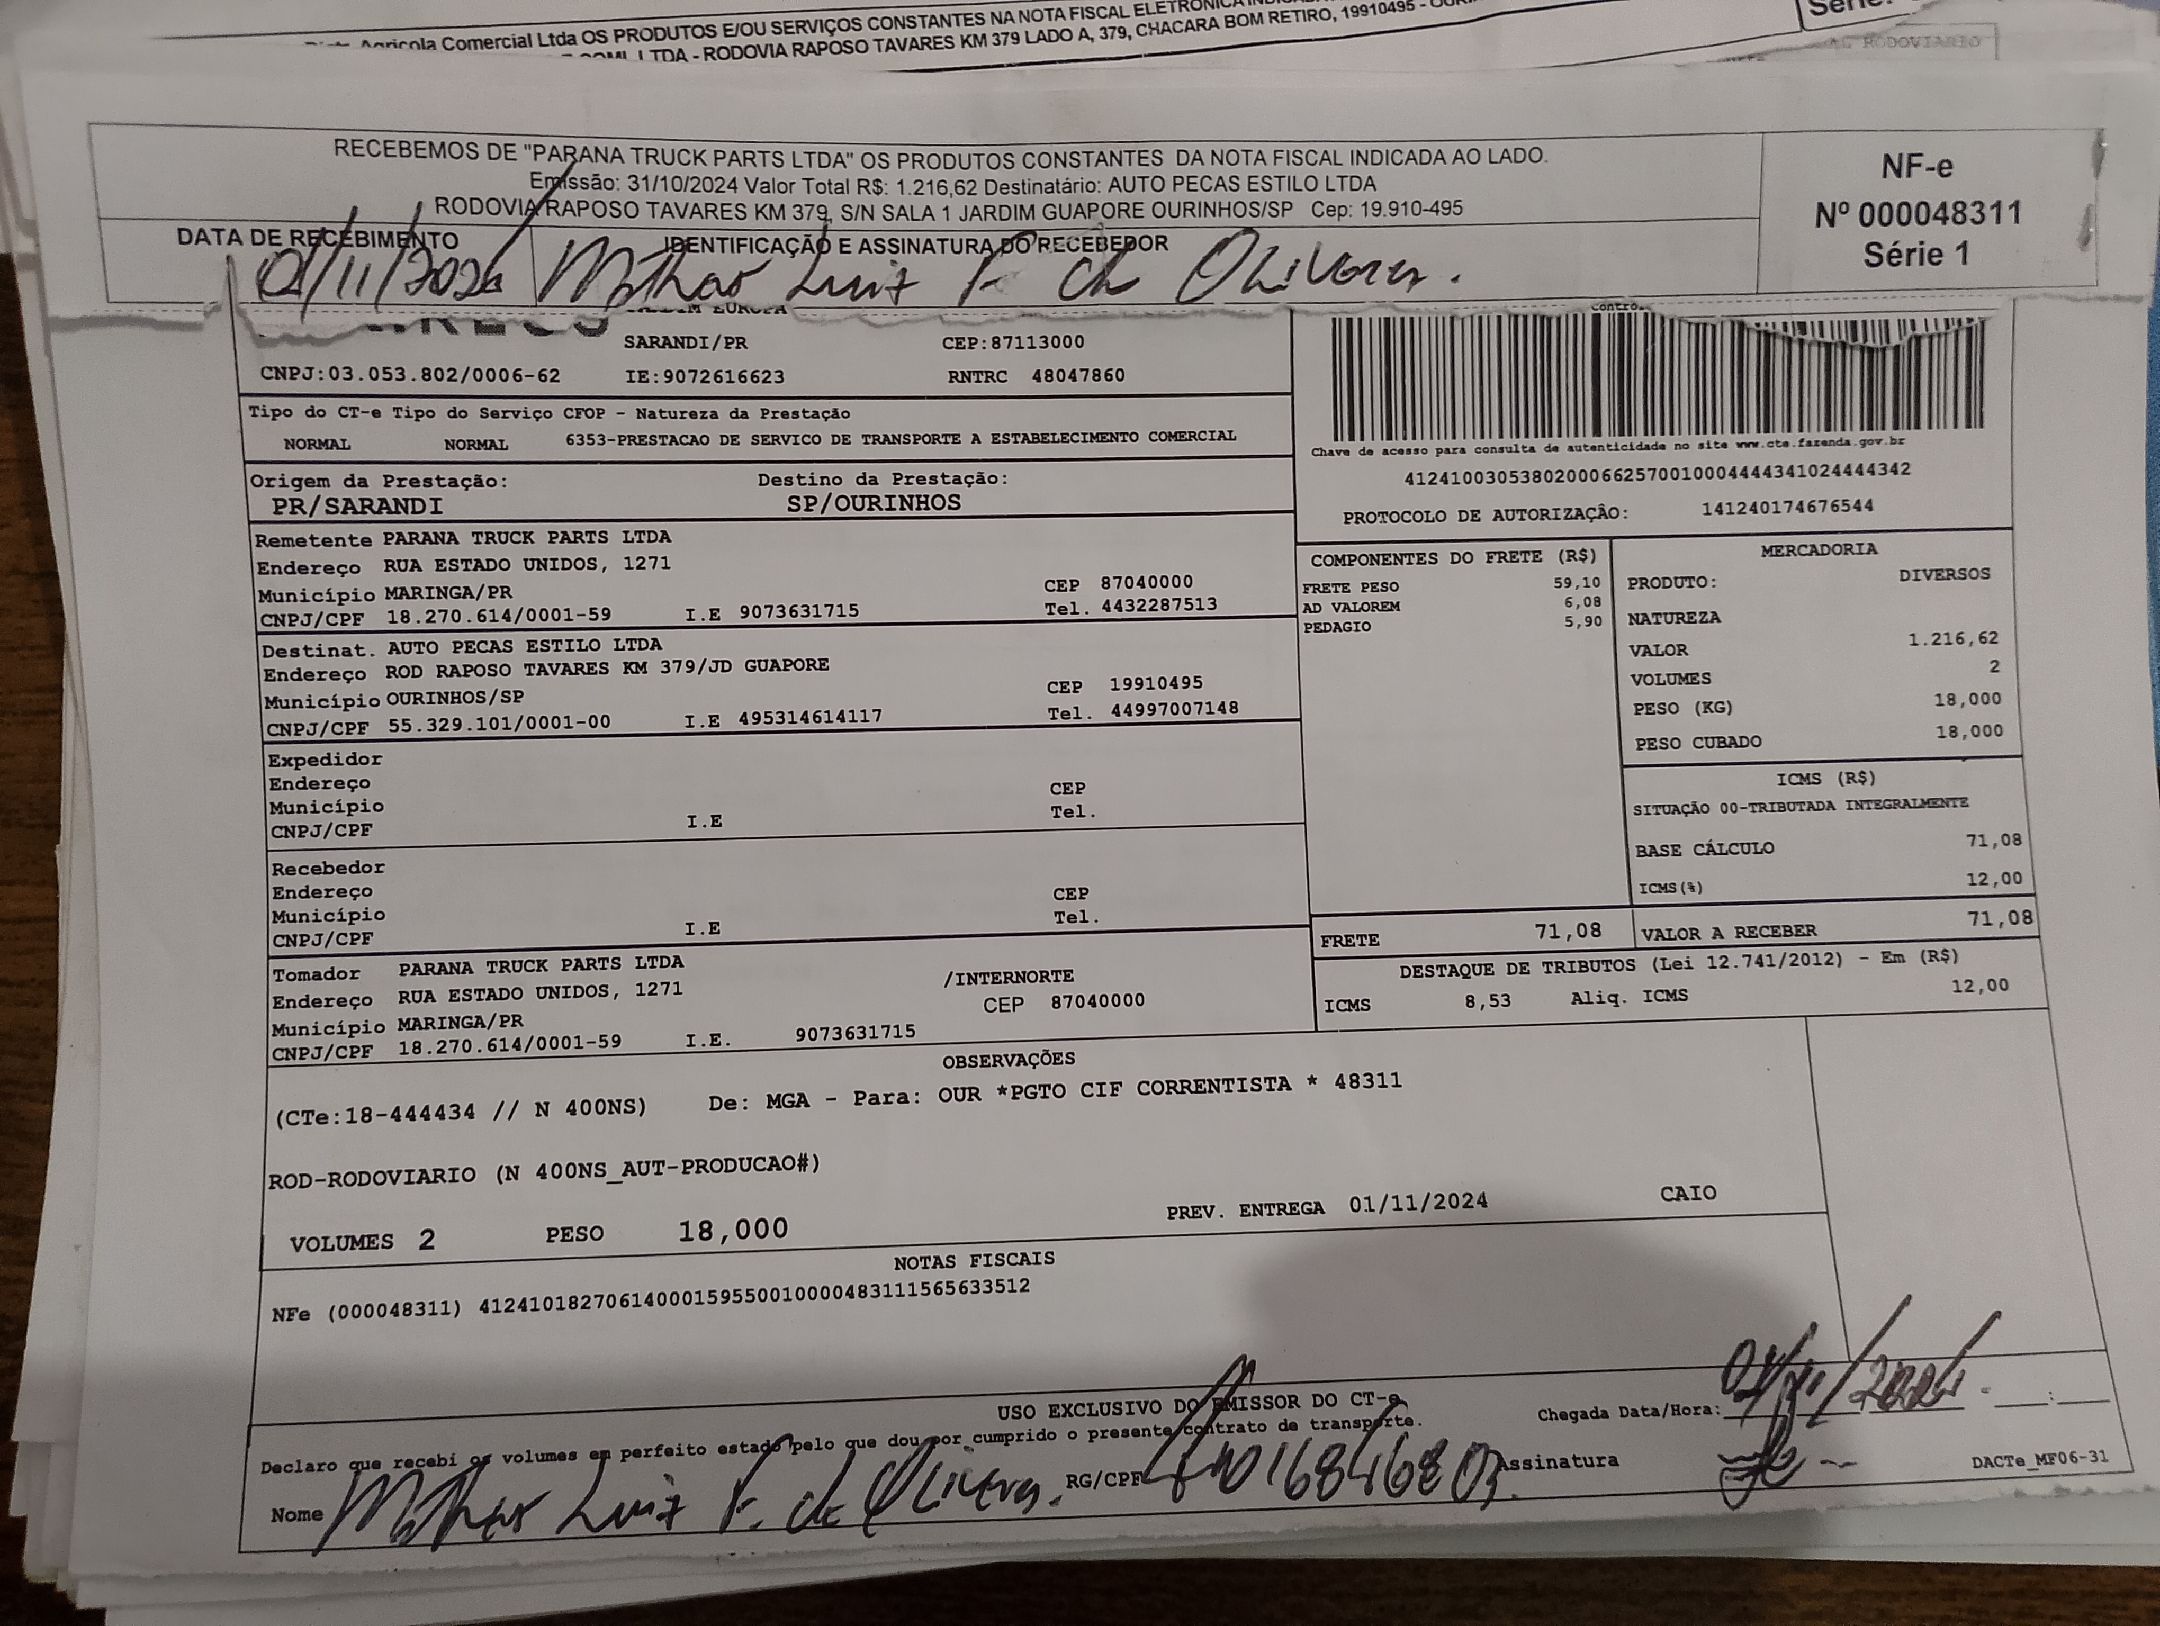 Agricola Comercial Ltda OS PRODUTOS E/OU SERVIÇOS CONSTANTES NA NOTA FISCAL ELETRÔNICA
LTDA - RODOVIA RAPOSO TAVARES KM 379 LADO A, 379, CHACARA BOM RETIRO, 19910495 -
RODOVIARIO
RECEBEMOS DE "PARANA TRUCK PARTS LTDA" OS PRODUTOS CONSTANTES DA NOTA FISCAL INDICADA AO LADO.
Emissão: 31/10/2024 Valor Total R$: 1.216,62 Destinatário: AUTO PECAS ESTILO LTDA
RODOVIA RAPOSO TAVARES KM 379, S/N SALA 1 JARDIM GUAPORE OURINHOS/SP Cep: 19.910-495
NF-e
Nº 000048311
Série 1
DATA DE RECEBIMENTO
IDENTIFICAÇÃO E ASSINATURA DO RECEBEDOR
Luiz F. de Oliveira.
SARANDI/PR CEP:87113000
CNPJ:03.053.802/0006-62 IE:9072616623 RNTRC 48047860
Tipo do CT-e Tipo do Serviço CFOP - Natureza da Prestação
NORMAL NORMAL 6353-PRESTACAO DE SERVICO DE TRANSPORTE A ESTABELECIMENTO COMERCIAL
Chave de acesso para consulta de autenticidade no site www.cte.fazenda.gov.br
41241003053802000662570010004444341024444342
PROTOCOLO DE AUTORIZAÇÃO: 141240174676544
Origem da Prestação: Destino da Prestação:
PR/SARANDI SP/OURINHOS
Remetente PARANA TRUCK PARTS LTDA
Endereço RUA ESTADO UNIDOS, 1271
Município MARINGA/PR CEP 87040000
CNPJ/CPF 18.270.614/0001-59 I.E 9073631715 Tel. 4432287513
Destinat. AUTO PECAS ESTILO LTDA
Endereço ROD RAPOSO TAVARES KM 379/JD GUAPORE
Município OURINHOS/SP CEP 19910495
CNPJ/CPF 55.329.101/0001-00 I.E 495314614117 Tel. 44997007148
Expedidor
Endereço CEP
Município Tel.
CNPJ/CPF I.E
Recebedor
Endereço CEP
Município Tel.
CNPJ/CPF I.E
Tomador PARANA TRUCK PARTS LTDA /INTERNORTE
Endereço RUA ESTADO UNIDOS, 1271 CEP 87040000
Município MARINGA/PR
CNPJ/CPF 18.270.614/0001-59 I.E. 9073631715
COMPONENTES DO FRETE (R$)
FRETE PESO 59,10
AD VALOREM 6,08
PEDAGIO 5,90
MERCADORIA
PRODUTO: DIVERSOS
NATUREZA
VALOR 1.216,62
VOLUMES 2
PESO (KG) 18,000
PESO CUBADO 18,000
ICMS (R$)
SITUAÇÃO 00-TRIBUTADA INTEGRALMENTE
BASE CÁLCULO 71,08
ICMS(%) 12,00
FRETE 71,08 VALOR A RECEBER 71,08
DESTAQUE DE TRIBUTOS (Lei 12.741/2012) - Em (R$)
ICMS 8,53 Aliq. ICMS 12,00
OBSERVAÇÕES
(CTe:18-444434 // N 400NS) De: MGA - Para: OUR *PGTO CIF CORRENTISTA * 48311
ROD-RODOVIARIO (N 400NS_AUT-PRODUCAO#)
VOLUMES 2 PESO 18,000 PREV. ENTREGA 01/11/2024 CAIO
NOTAS FISCAIS
NFe (000048311) 41241018270614000159550010000483111565633512
USO EXCLUSIVO DO EMISSOR DO CT-e
Declaro que recebi os volumes em perfeito estado pelo que dou por cumprido o presente contrato de transporte.
Chegada Data/Hora:
Nome Luiz F. de Oliveira. RG/CPF Assinatura
DACTe_MF06-31